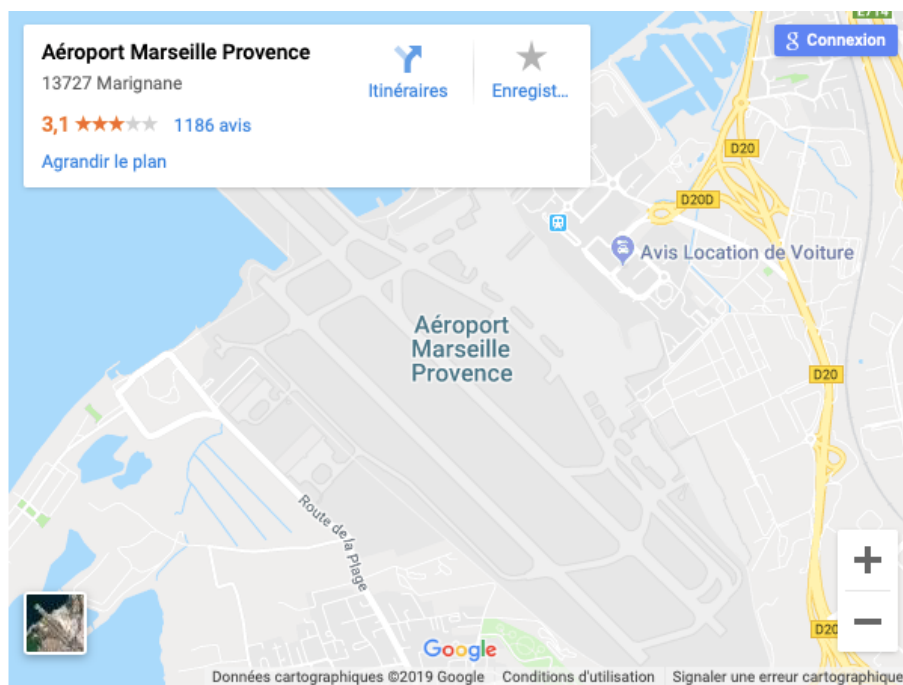 Aéroport Marseille Provence
13727 Marignane
3,1
1186 avis
Agrandir le plan
Itinéraires
Enregist...
E714
8 Connexion
D20
D20D
Avis Location de Voiture
Aéroport
Marseille
Provence
D20
Route de la Plage
D20
Google
Données cartographiques ©2019 Google
Conditions d'utilisation
Signaler une erreur cartographique